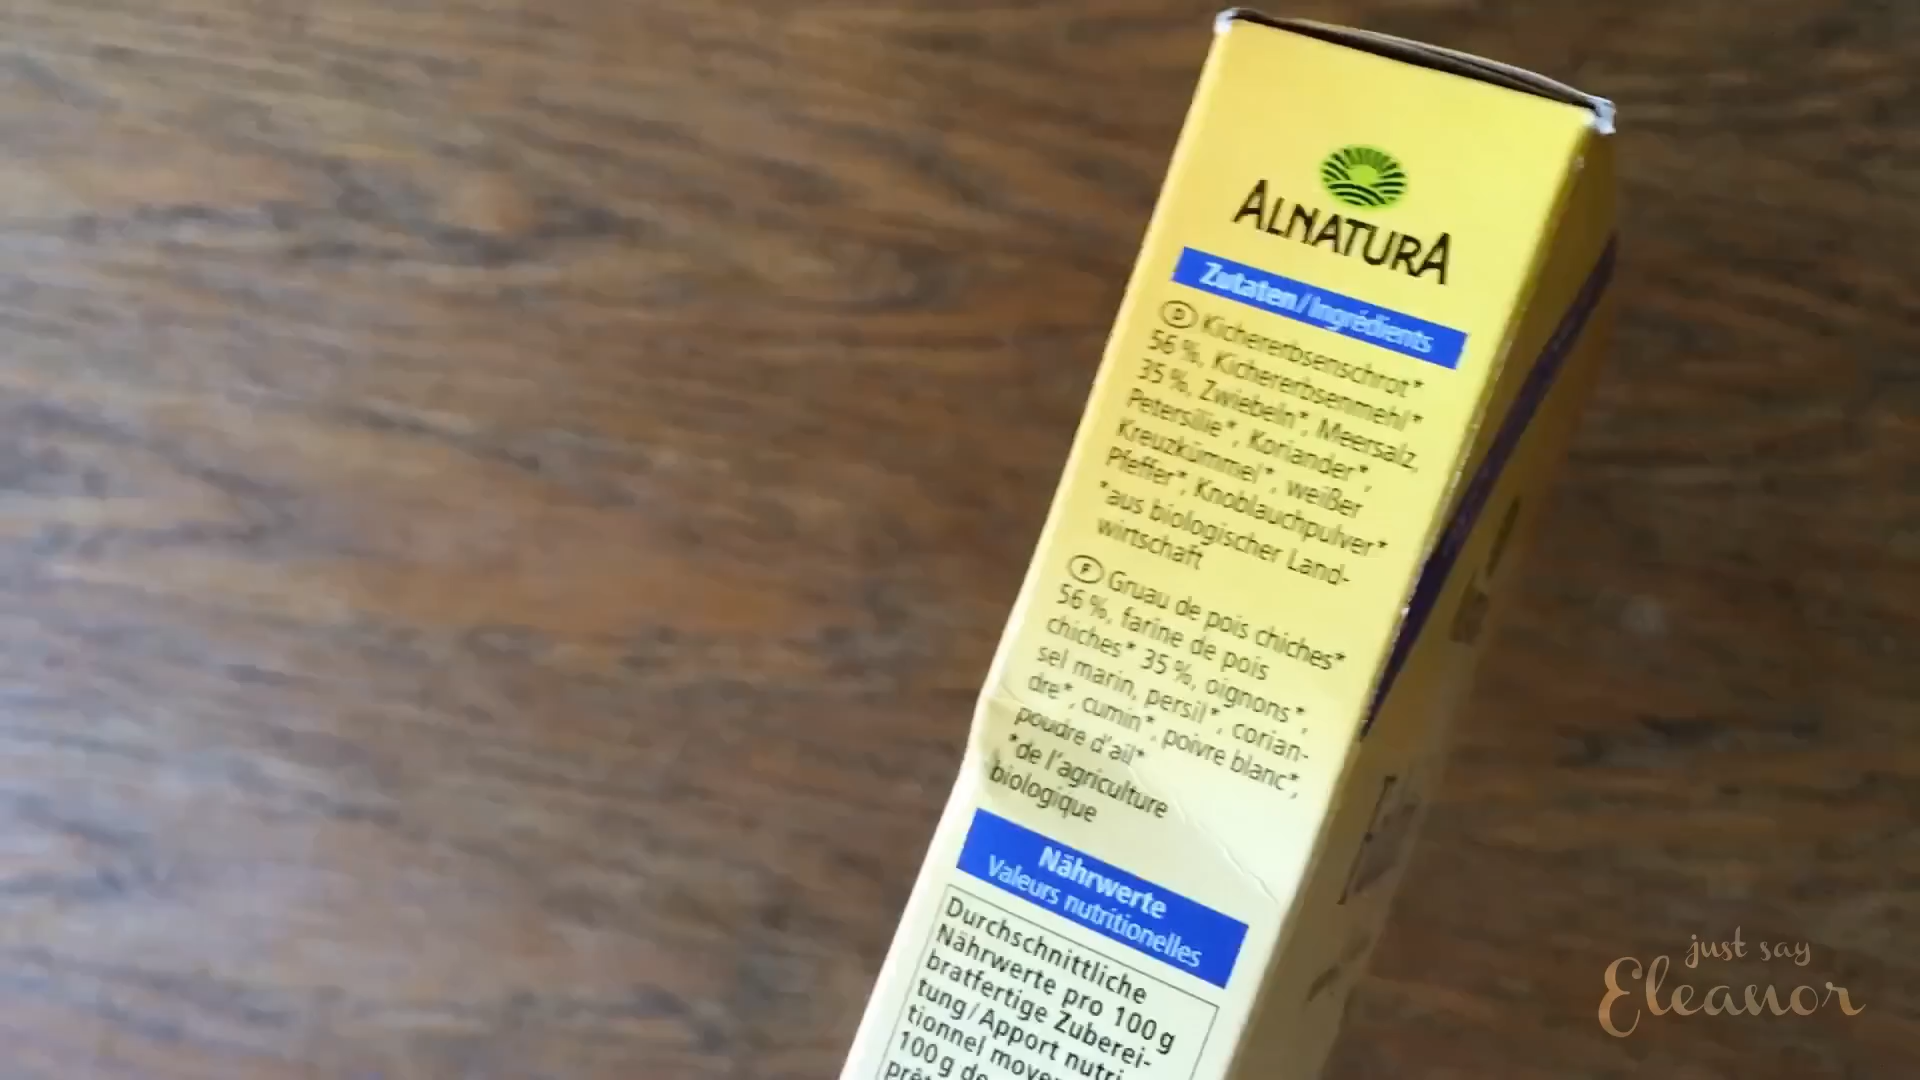 ALNATURA
Zutaten/Ingrédients
D Kichererbsenschrot*
56 %, Kichererbsenmehl*
35 %, Zwiebeln*, Meersalz,
Petersilie*, Koriander*,
Kreuzkümmel*, weißer
Pfeffer*, Knoblauchpulver*
*aus biologischer Land-
wirtschaft
F Gruau de pois chiches*
56 %, farine de pois
chiches* 35 %, oignons*,
sel marin, persil*, corian-
dre*, cumin*, poivre blanc*,
poudre d'ail*
*de l'agriculture
biologique
Nährwerte
Valeurs nutritionelles
Durchschnittliche
Nährwerte pro 100 g
bratfertige Zuberei-
tung/Apport nutri-
tionnel moyen
100 g de
just say
Eleanor